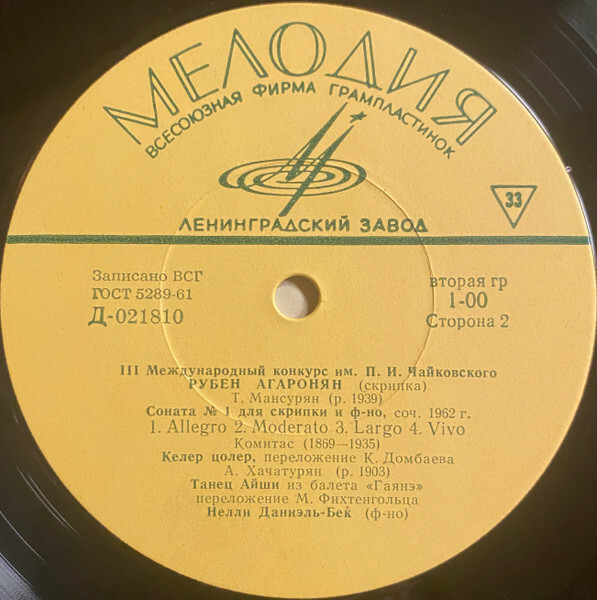 МЕЛОДИЯ
ВСЕСОЮЗНАЯ ФИРМА ГРАМПЛАСТИНОК
33
ЛЕНИНГРАДСКИЙ ЗАВОД
Записано ВСГ
ГОСТ 5289-61
Д-021810
вторая гр
1-00
Сторона 2
III Международный конкурс им. П. И. Чайковского
РУБЕН АГАРОНЯН (скрипка)
Т. Мансурян (р. 1939)
Соната № 1 для скрипки и ф-но, соч. 1962 г.
1. Allegro 2. Moderato 3. Largo 4. Vivo
Комитас (1869—1935)
Келер цолер, переложение К. Домбаева
А. Хачатурян (р. 1903)
Танец Айши из балета «Гаянэ»
переложение М. Фихтенгольца
Нелли Даниэль-Бек (ф-но)